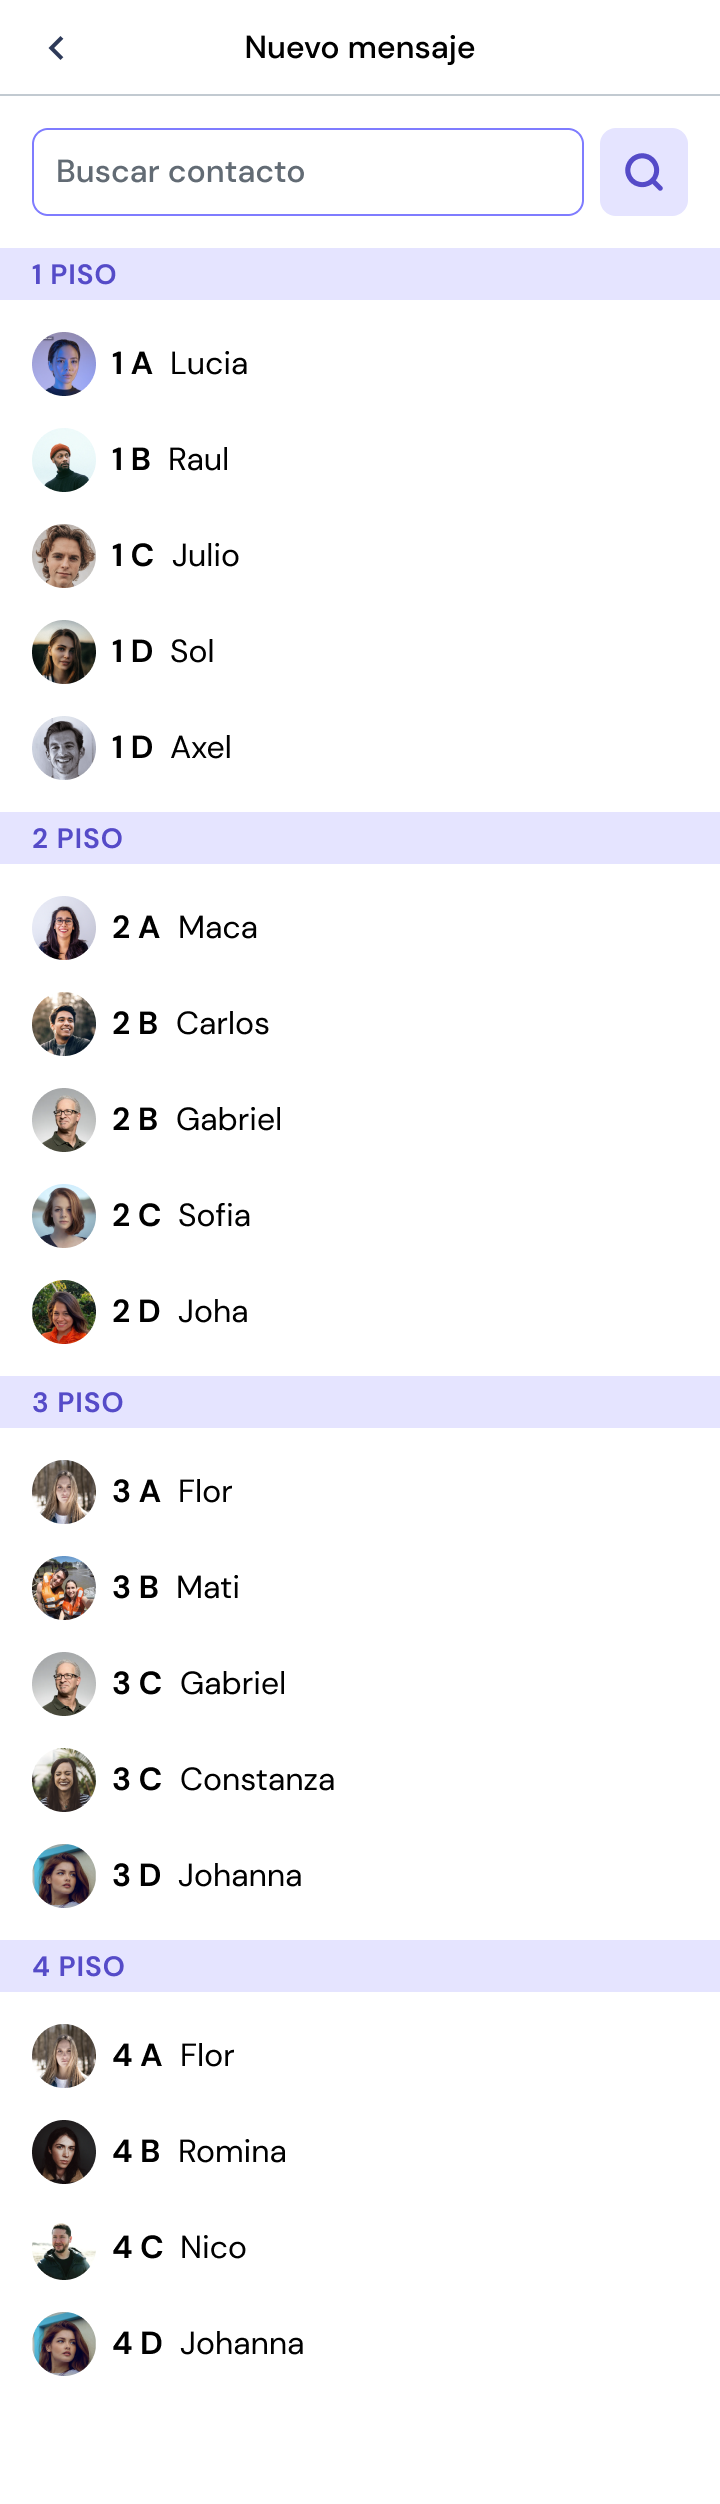 Nuevo mensaje
Buscar contacto
1 PISO
1 A Lucia
1 B Raul
1 C Julio
1 D Sol
1 D Axel
2 PISO
2 A Maca
2 B Carlos
2 B Gabriel
2 C Sofia
2 D Joha
3 PISO
3 A Flor
3 B Mati
3 C Gabriel
3 C Constanza
3 D Johanna
4 PISO
4 A Flor
4 B Romina
4 C Nico
4 D Johanna